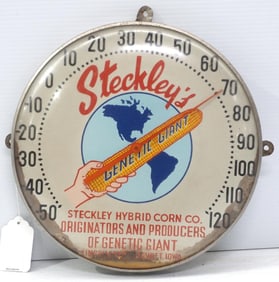 -50 -40 -30 -20 -10 0 10 20 30 40 50 60 70 80 90 100 110 120
Steckley's
GENETIC GIANT
STECKLEY HYBRID CORN CO.
ORIGINATORS AND PRODUCERS
OF GENETIC GIANT
IOWA